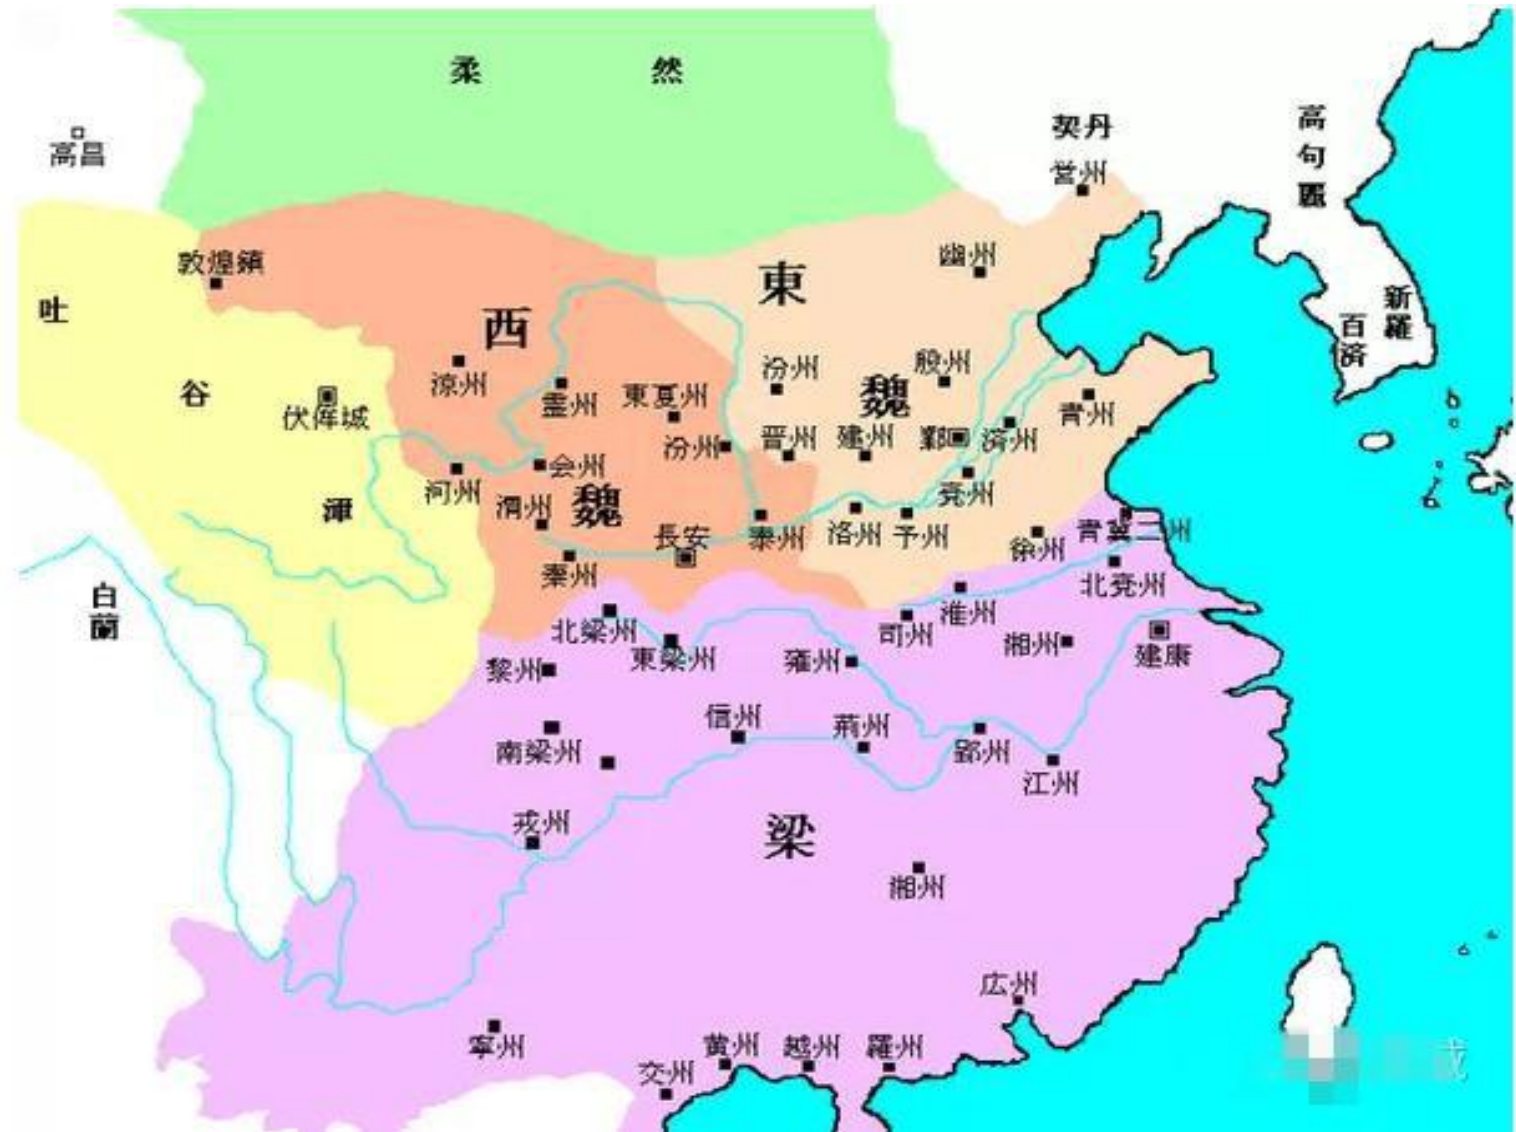 柔然
高昌
契丹
営州
高句麗
敦煌鎮
幽州
東
西
吐
新羅
百済
谷
涼州
霊州
東夏州
汾州
殷州
魏
青州
伏俟城
汾州
晋州
建州
鄴
済州
会州
河州
渭州
魏
渾
兗州
長安
泰州
洛州
予州
徐州
青冀二州
秦州
北兗州
白蘭
淮州
北梁州
司州
湘州
建康
東梁州
雍州
黎州
信州
荊州
南梁州
郢州
江州
戎州
梁
湘州
広州
寧州
黄州
越州
羅州
交州